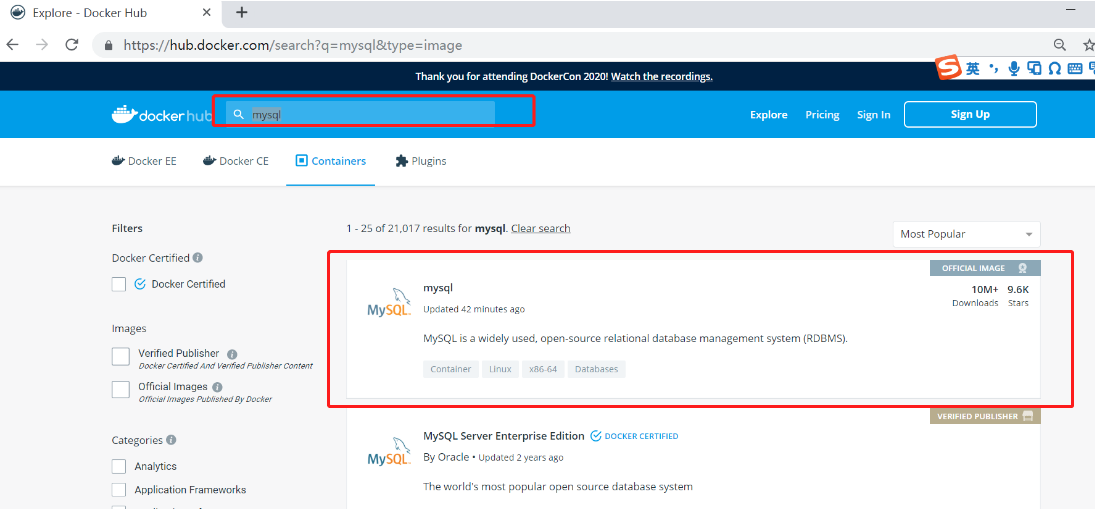 Explore - Docker Hub
https://hub.docker.com/search?q=mysql&type=image
Thank you for attending DockerCon 2020! Watch the recordings.
英
dockerhub
mysql
Explore
Pricing
Sign In
Sign Up
Docker EE
Docker CE
Containers
Plugins
Filters
1 - 25 of 21,017 results for mysql. Clear search
Most Popular
Docker Certified
Docker Certified
Images
Verified Publisher
Docker Certified And Verified Publisher Content
Official Images
Official Images Published By Docker
Categories
Analytics
Application Frameworks
OFFICIAL IMAGE
MySQL
mysql
Updated 42 minutes ago
10M+
Downloads
9.6K
Stars
MySQL is a widely used, open-source relational database management system (RDBMS).
Container
Linux
x86-64
Databases
VERIFIED PUBLISHER
MySQL
MySQL Server Enterprise Edition
DOCKER CERTIFIED
By Oracle • Updated 2 years ago
The world's most popular open source database system